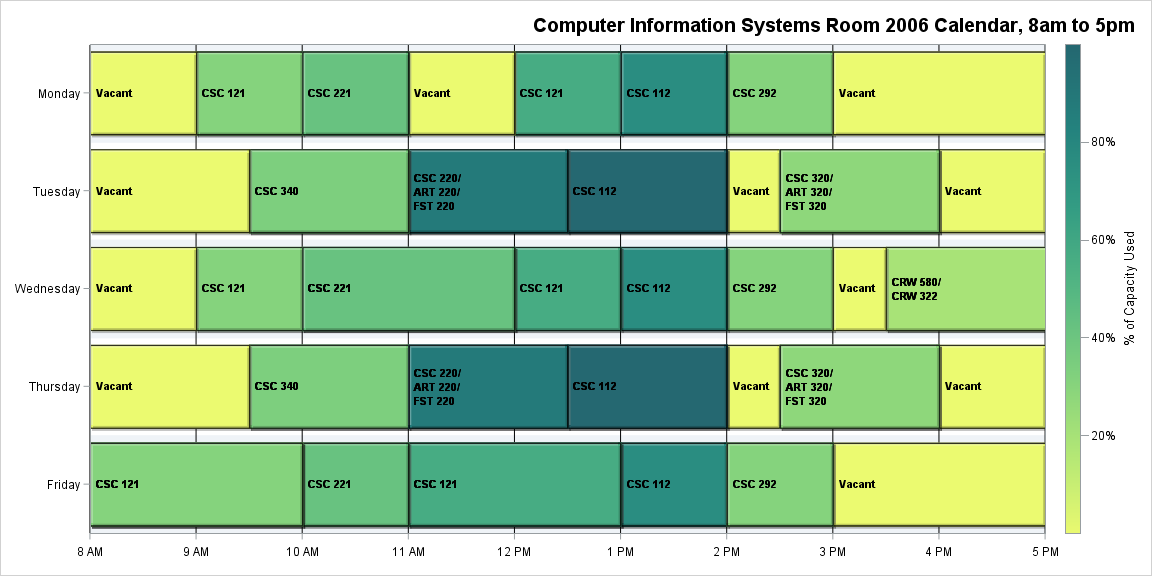 Computer Information Systems Room 2006 Calendar, 8am to 5pm
Monday
Vacant
CSC 121
CSC 221
Vacant
CSC 121
CSC 112
CSC 292
Vacant
Tuesday
Vacant
CSC 340
CSC 220/
ART 220/
FST 220
CSC 112
Vacant
CSC 320/
ART 320/
FST 320
Vacant
Wednesday
Vacant
CSC 121
CSC 221
CSC 121
CSC 112
CSC 292
Vacant
CRW 580/
CRW 322
Thursday
Vacant
CSC 340
CSC 220/
ART 220/
FST 220
CSC 112
Vacant
CSC 320/
ART 320/
FST 320
Vacant
Friday
CSC 121
CSC 221
CSC 121
CSC 112
CSC 292
Vacant
8 AM
9 AM
10 AM
11 AM
12 PM
1 PM
2 PM
3 PM
4 PM
5 PM
80%
60%
40%
20%
% of Capacity Used